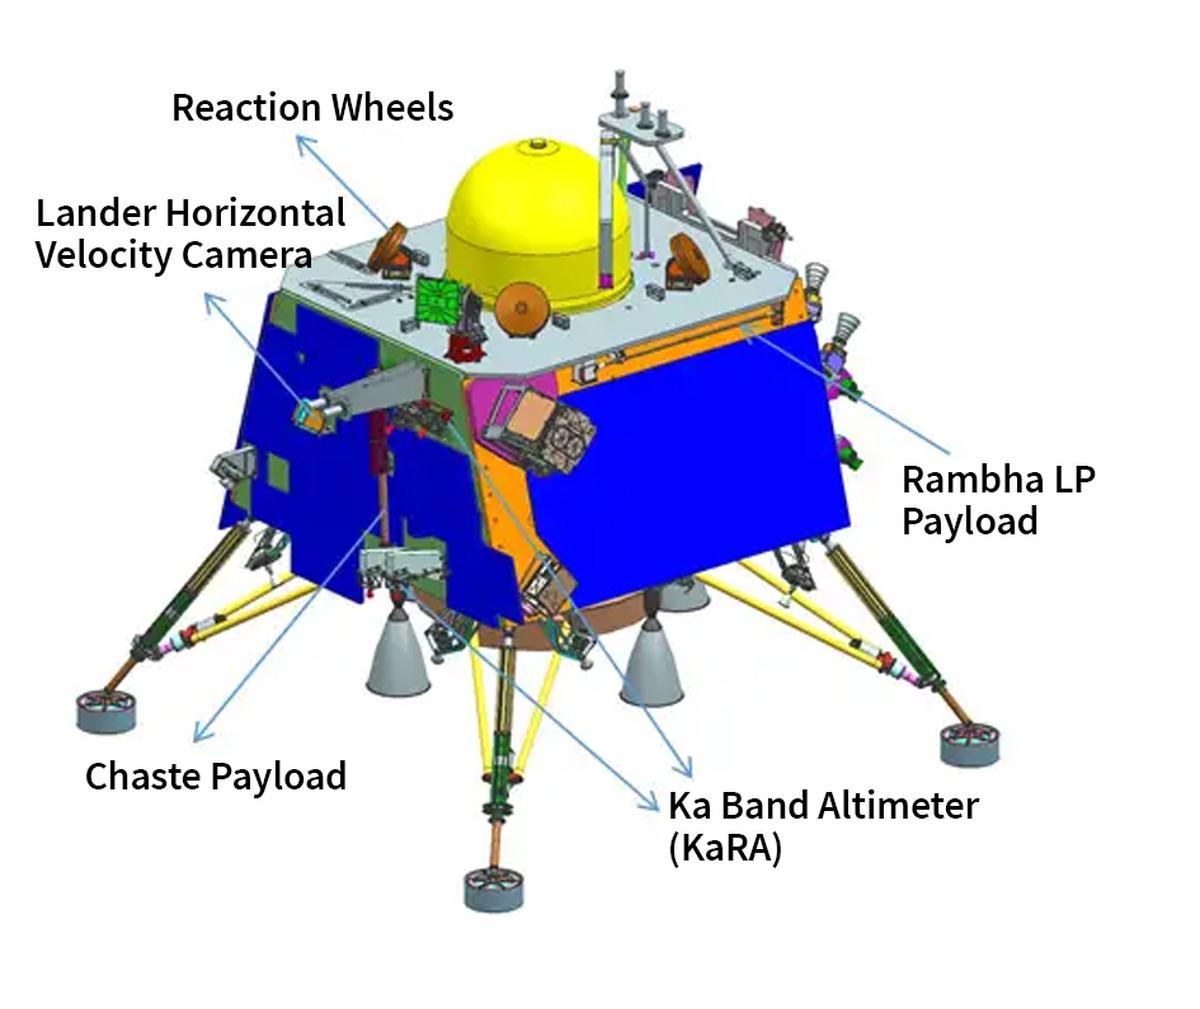 Reaction Wheels
Lander Horizontal
Velocity Camera
Rambha LP
Payload
Chaste Payload
Ka Band Altimeter
(KaRA)